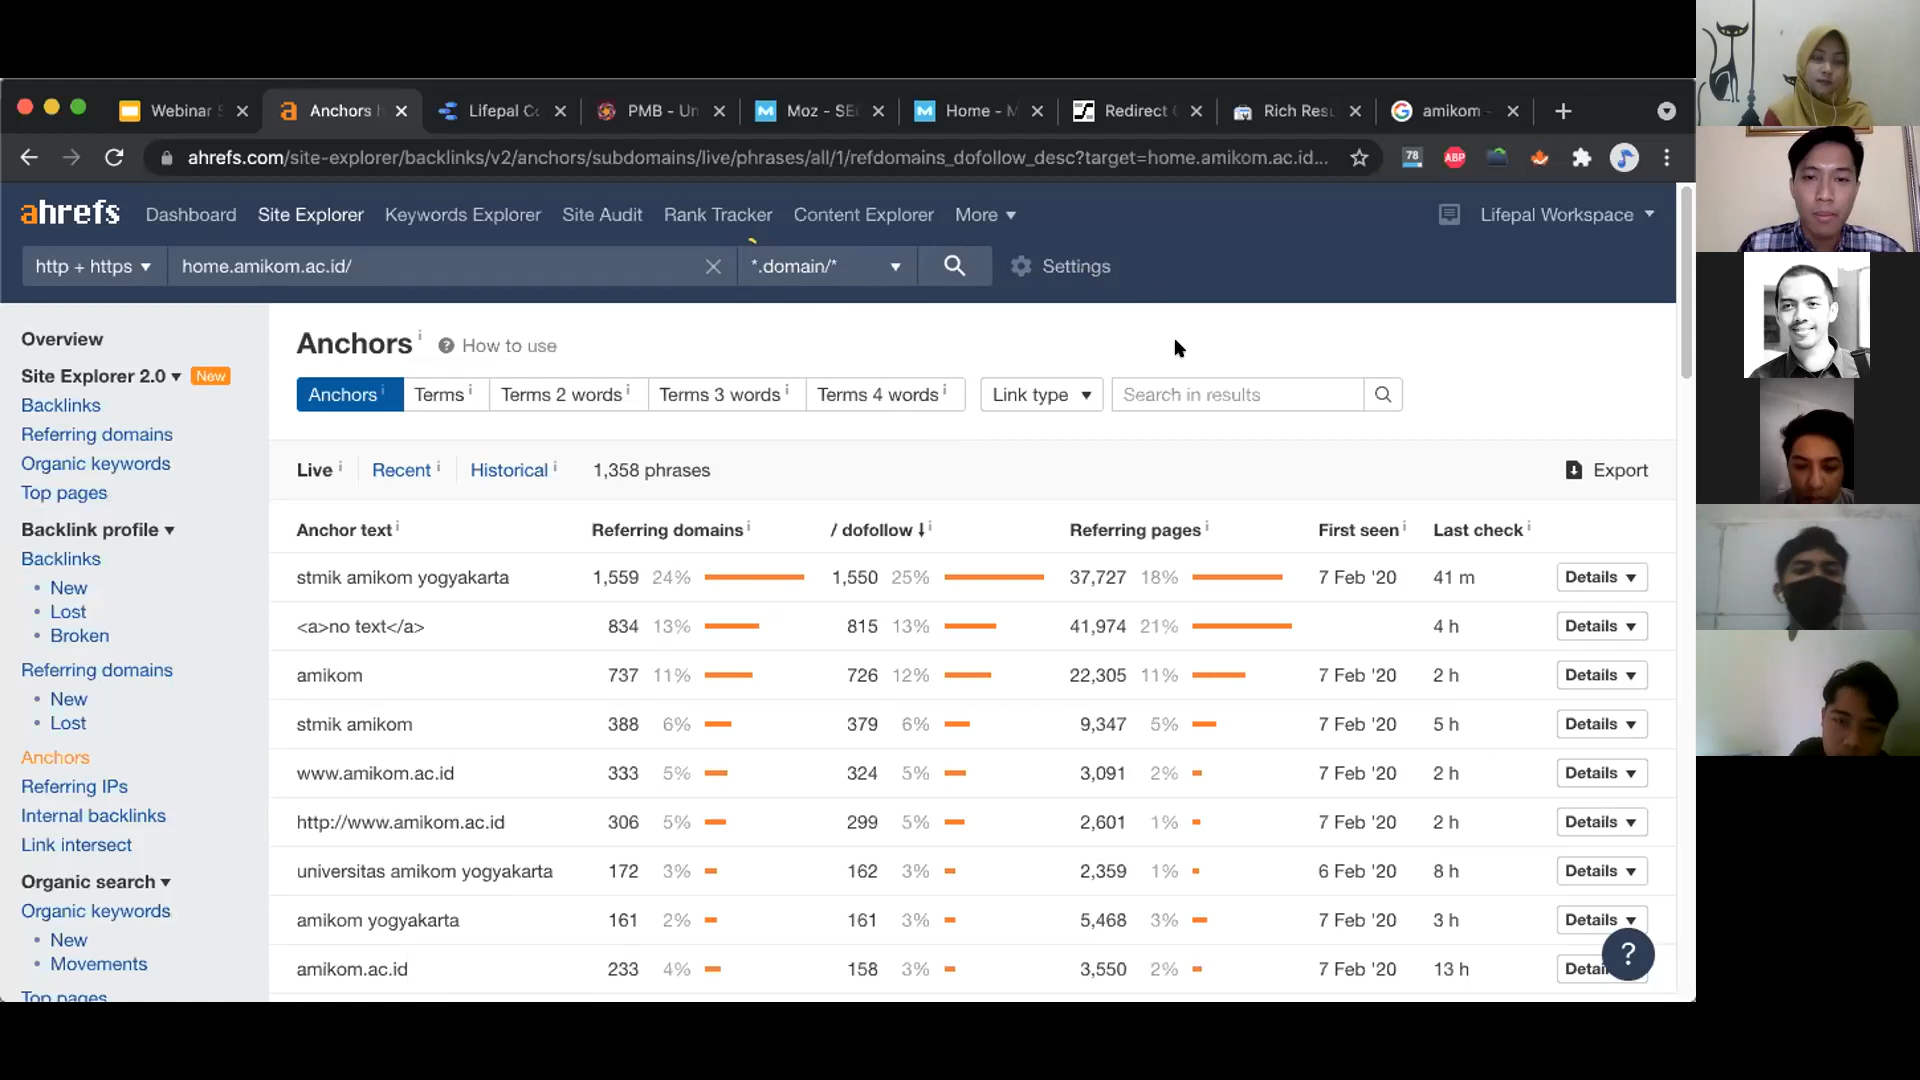 Webinar S
Anchors h
Lifepal Co
PMB - Un
Moz - SE
Home - M
Redirect
Rich Resu
amikom -
ahrefs.com/site-explorer/backlinks/v2/anchors/subdomains/live/phrases/all/1/refdomains_dofollow_desc?target=home.amikom.ac.id...
78 ABP
ahrefs Dashboard Site Explorer Keywords Explorer Site Audit Rank Tracker Content Explorer More Lifepal Workspace
http + https home.amikom.ac.id/ *.domain/* Settings
Overview
Site Explorer 2.0 New
Backlinks
Referring domains
Organic keywords
Top pages
Backlink profile
Backlinks
• New
• Lost
• Broken
Referring domains
• New
• Lost
Anchors
Referring IPs
Internal backlinks
Link intersect
Organic search
Organic keywords
• New
• Movements
Top pages
Anchors i ? How to use
Anchors i Terms i Terms 2 words i Terms 3 words i Terms 4 words i Link type Search in results
Live i Recent i Historical i 1,358 phrases Export
Anchor text i Referring domains i / dofollow ↓ i Referring pages i First seen i Last check i
stmik amikom yogyakarta 1,559 24% 1,550 25% 37,727 18% 7 Feb '20 41 m Details
<a>no text</a> 834 13% 815 13% 41,974 21% 4 h Details
amikom 737 11% 726 12% 22,305 11% 7 Feb '20 2 h Details
stmik amikom 388 6% 379 6% 9,347 5% 7 Feb '20 5 h Details
www.amikom.ac.id 333 5% 324 5% 3,091 2% 7 Feb '20 2 h Details
http://www.amikom.ac.id 306 5% 299 5% 2,601 1% 7 Feb '20 2 h Details
universitas amikom yogyakarta 172 3% 162 3% 2,359 1% 6 Feb '20 8 h Details
amikom yogyakarta 161 2% 161 3% 5,468 3% 7 Feb '20 3 h Details
amikom.ac.id 233 4% 158 3% 3,550 2% 7 Feb '20 13 h Detai
?